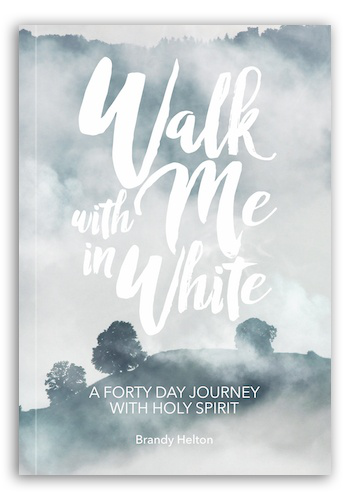 Walk
with Me
in White
A FORTY DAY JOURNEY
WITH HOLY SPIRIT
Brandy Helton